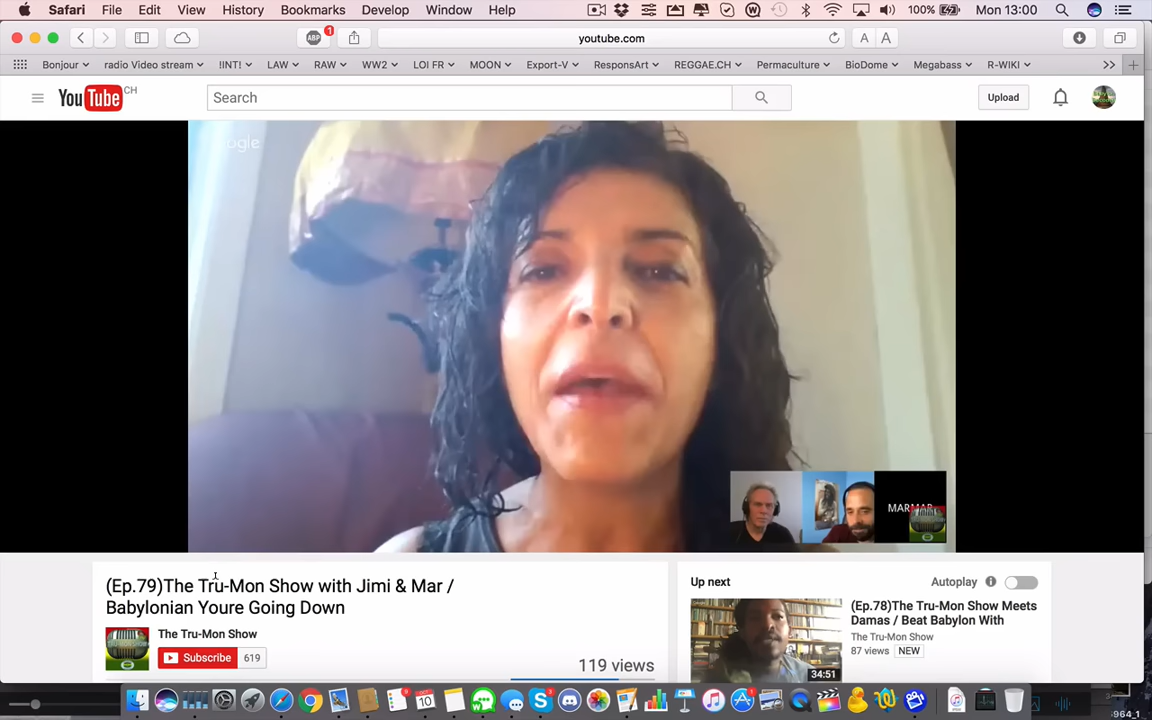 Safari File Edit View History Bookmarks Develop Window Help 100% Mon 13:00
ABP 1 youtube.com A A
Bonjour radio Video stream !INT! LAW RAW WW2 LOI FR MOON Export-V ResponsArt REGGAE.CH Permaculture BioDome Megabass R-WIKI
YouTube CH Search Upload
ogle
MARMAR
(Ep.79)The Tru-Mon Show with Jimi & Mar /
Babylonian Youre Going Down
The Tru-Mon Show
Subscribe 619
119 views
Up next Autoplay
(Ep.78)The Tru-Mon Show Meets
Damas / Beat Babylon With
The Tru-Mon Show
87 views NEW
34:51
964_1